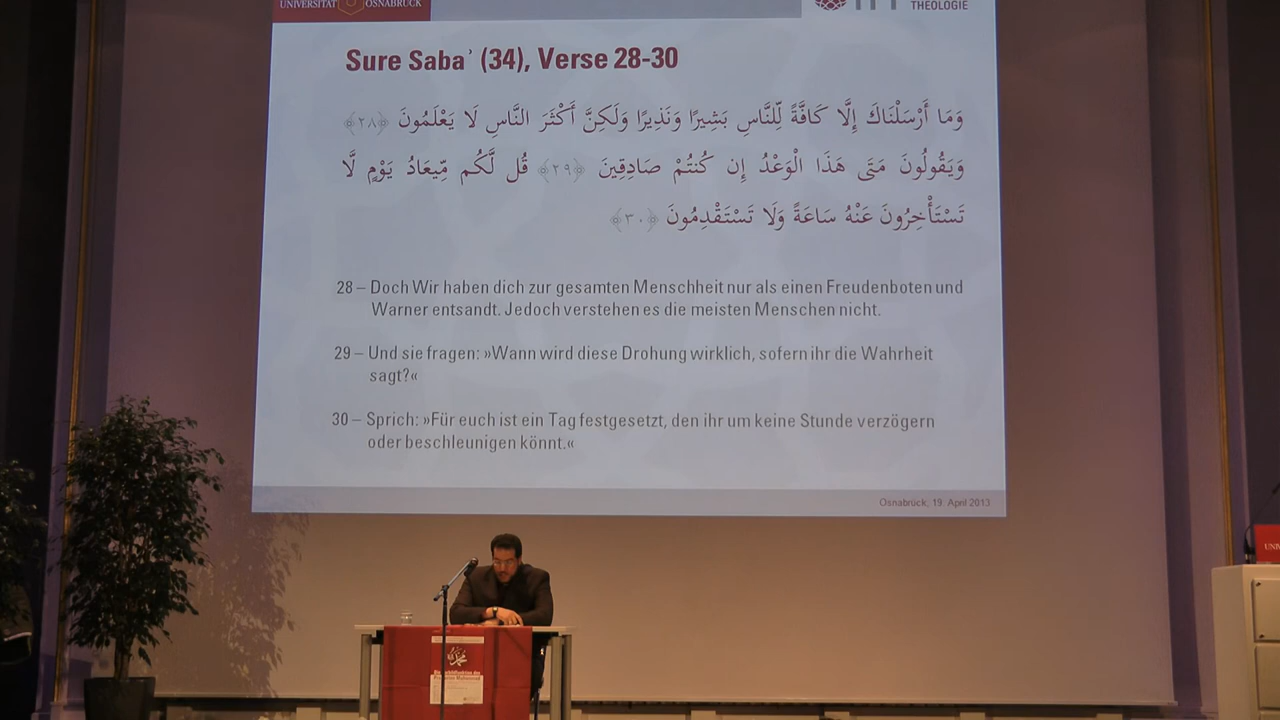 UNIVERSITÄT OSNABRÜCK
THEOLOGIE
Sure Sabaʾ (34), Verse 28-30
وَمَا أَرْسَلْنَاكَ إِلَّا كَافَّةً لِّلنَّاسِ بَشِيرًا وَنَذِيرًا وَلَكِنَّ أَكْثَرَ النَّاسِ لَا يَعْلَمُونَ ﴿٢٨﴾
وَيَقُولُونَ مَتَى هَذَا الْوَعْدُ إِن كُنتُمْ صَادِقِينَ ﴿٢٩﴾ قُل لَّكُم مِّيعَادُ يَوْمٍ لَّا
تَسْتَأْخِرُونَ عَنْهُ سَاعَةً وَلَا تَسْتَقْدِمُونَ ﴿٣٠﴾
28 – Doch Wir haben dich zur gesamten Menschheit nur als einen Freudenboten und
Warner entsandt. Jedoch verstehen es die meisten Menschen nicht.
29 – Und sie fragen: »Wann wird diese Drohung wirklich, sofern ihr die Wahrheit
sagt?«
30 – Sprich: »Für euch ist ein Tag festgesetzt, den ihr um keine Stunde verzögern
oder beschleunigen könnt.«
Osnabrück, 19. April 2013